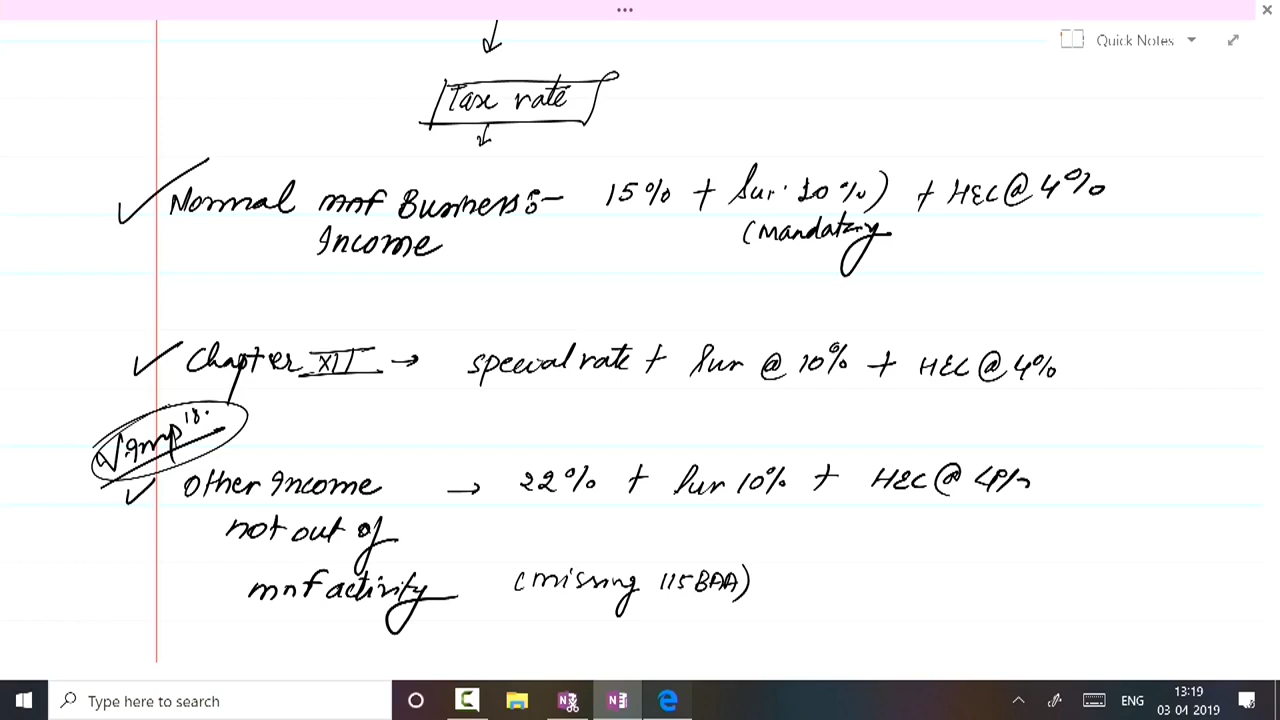 Quick Notes
Tax rate
Normal mnf Business:- 15% + Sur. 10%) + HEC @ 4%
Income (mandatory
Chapter XII → special rate + Sur @ 10% + HEC @ 4%
V.Imp
Other Income → 22% + Sur 10% + HEC @ 4%
not out of
mnf activity (missing 115BAA)
Type here to search
ENG
13:19
03-04-2019